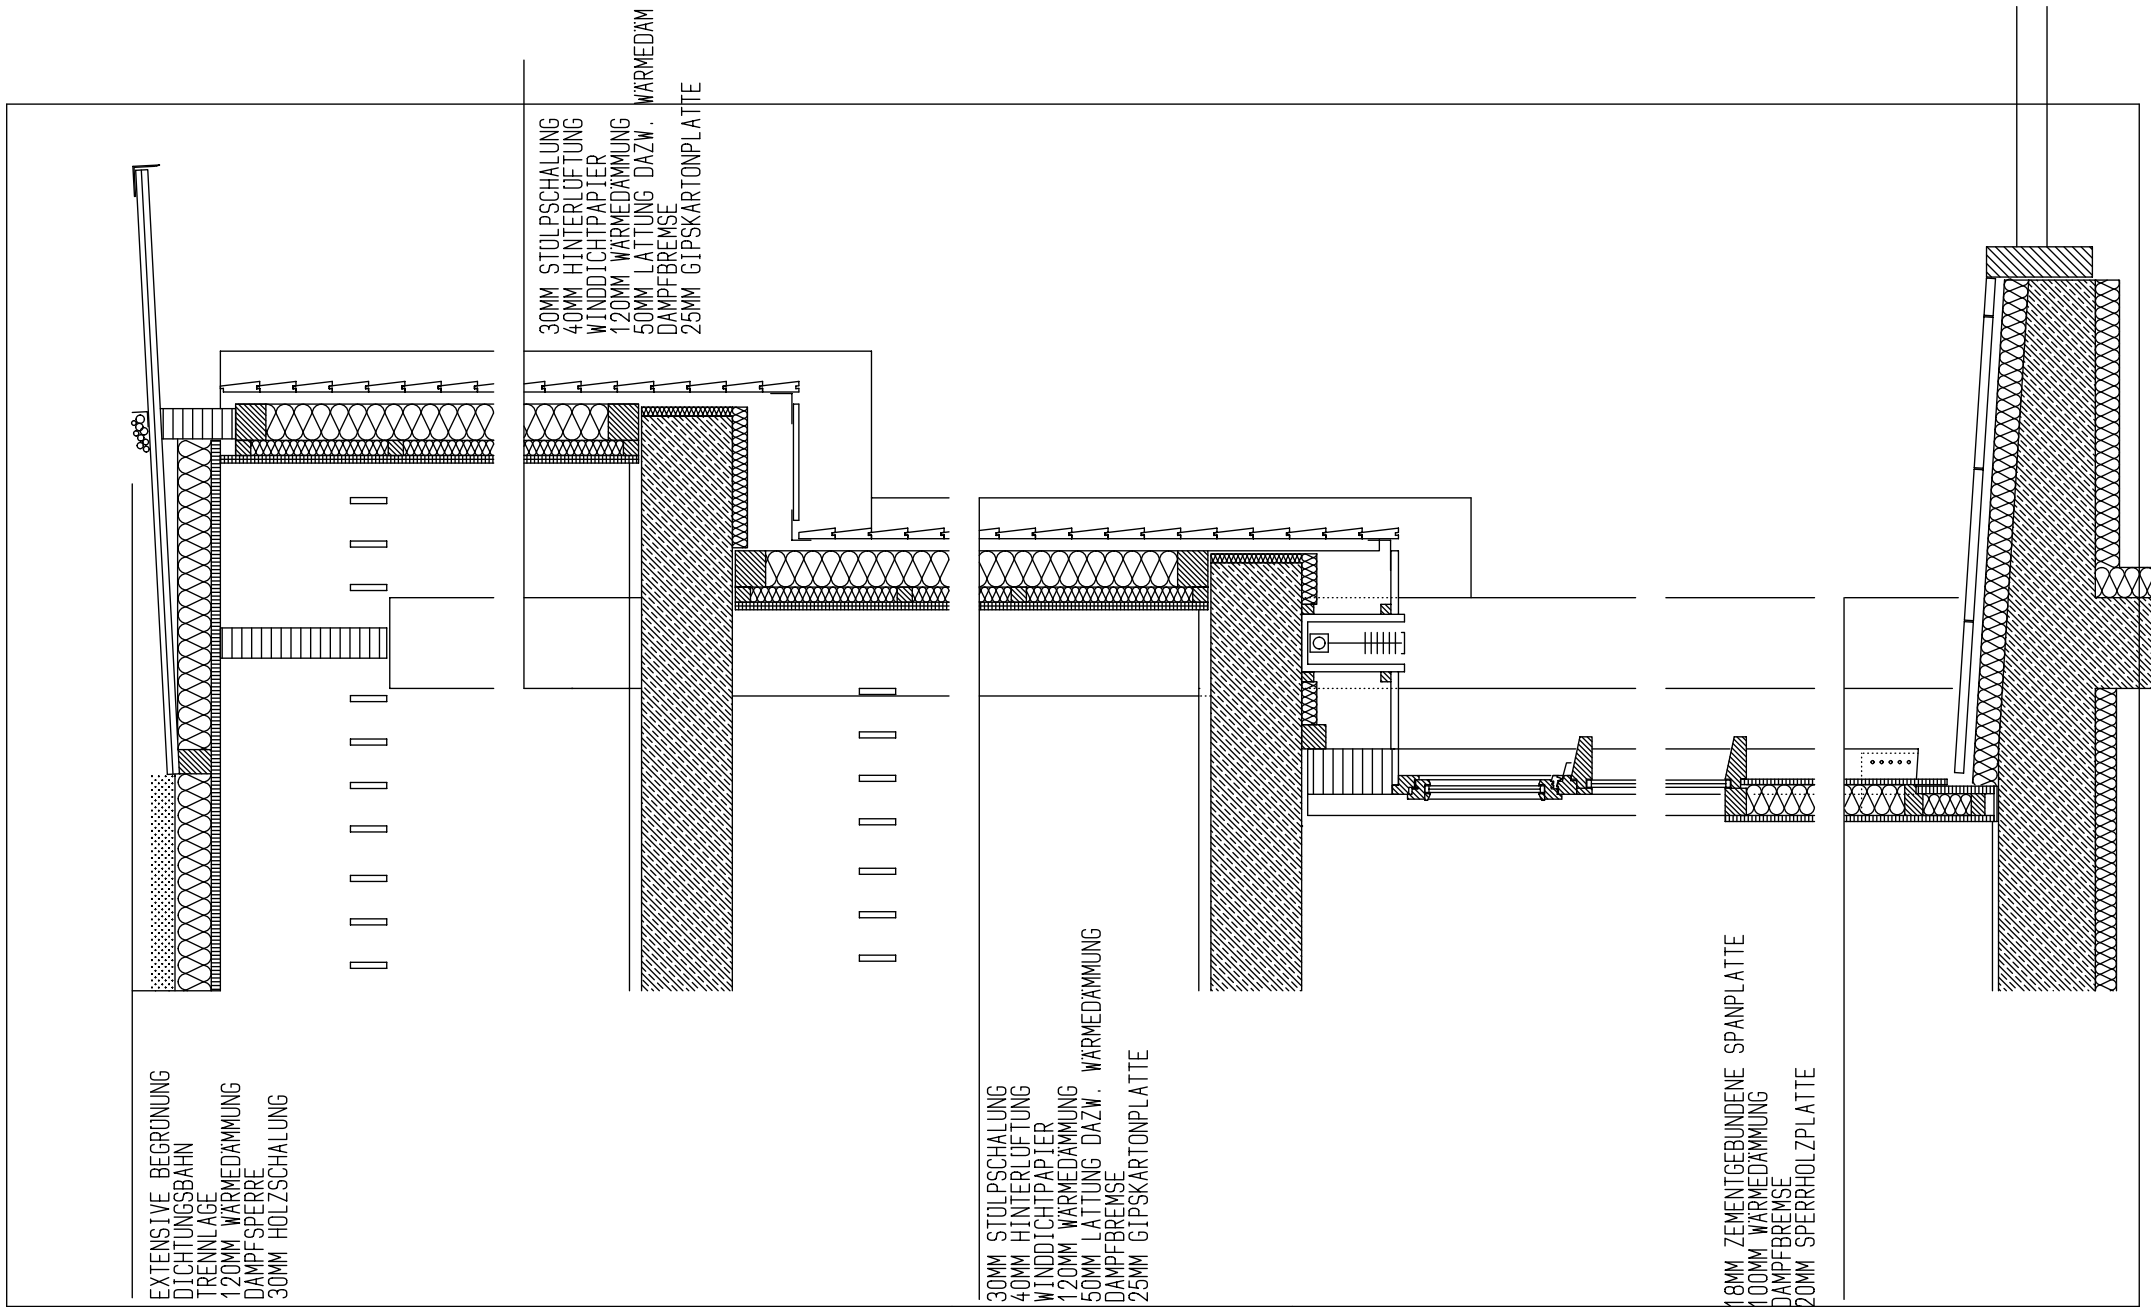 EXTENSIVE BEGRÜNUNG
DICHTUNGSBAHN
TRENNLAGE
120MM WÄRMEDÄMMUNG
DAMPFSPERRE
30MM HOLZSCHALUNG
30MM STÜLPSCHALUNG
40MM HINTERLÜFTUNG
WINDDICHTPAPIER
120MM WÄRMEDÄMMUNG
50MM LATTUNG DAZW. WÄRMEDÄM
DAMPFBREMSE
25MM GIPSKARTONPLATTE
30MM STÜLPSCHALUNG
40MM HINTERLÜFTUNG
WINDDICHTPAPIER
120MM WÄRMEDÄMMUNG
50MM LATTUNG DAZW. WÄRMEDÄMMUNG
DAMPFBREMSE
25MM GIPSKARTONPLATTE
18MM ZEMENTGEBUNDENE SPANPLATTE
100MM WÄRMEDÄMMUNG
DAMPFBREMSE
20MM SPERRHOLZPLATTE